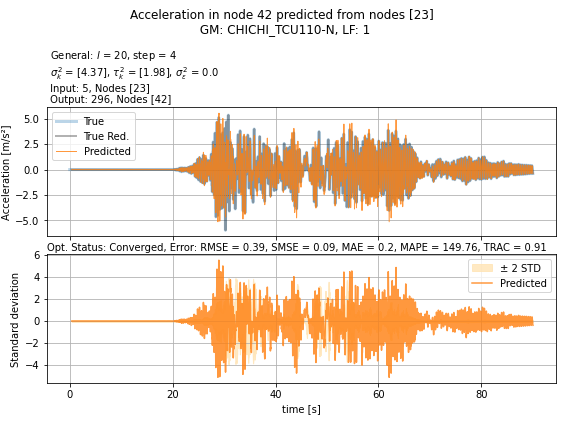 Acceleration in node 42 predicted from nodes [23]
GM: CHICHI_TCU110-N, LF: 1
General: l = 20, step = 4
σ²ₖ = [4.37], τ²ₖ = [1.98], σ²ε = 0.0
Input: 5, Nodes [23]
Output: 296, Nodes [42]
Acceleration [m/s²]
5.0
2.5
0.0
−2.5
−5.0
True
True Red.
Predicted
Opt. Status: Converged, Error: RMSE = 0.39, SMSE = 0.09, MAE = 0.2, MAPE = 149.76, TRAC = 0.91
Standard deviation
6
4
2
0
−2
−4
± 2 STD
Predicted
0 20 40 60 80
time [s]